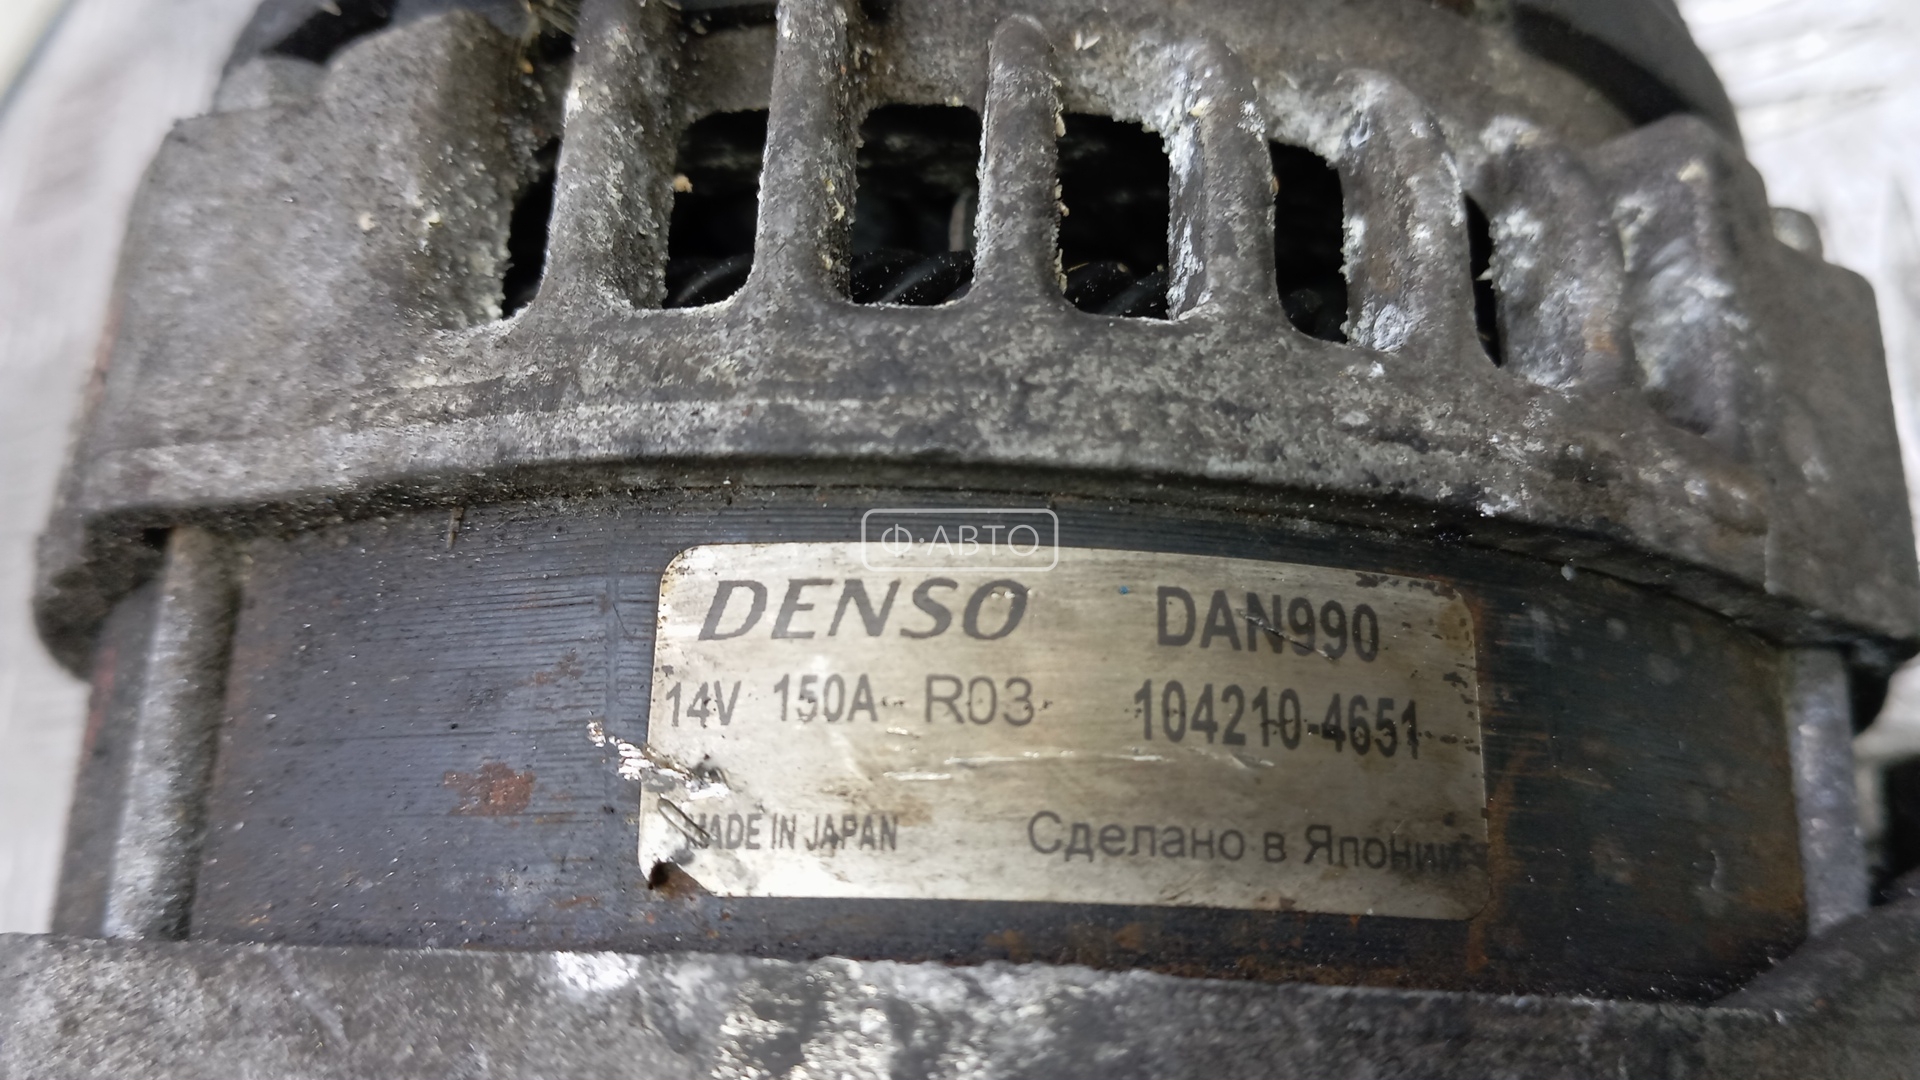 Ф·АВТО
DENSO DAN990
14V 150A R03 104210-4651
MADE IN JAPAN Сделано в Японии